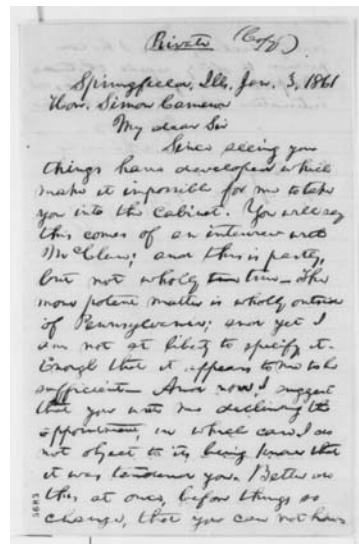 Private (Copy)
Springfield, Ills. Jan. 3, 1861
Hon. Simon Cameron
My dear Sir
Since seeing you
things have developed which
make it impossible for me to take
you into the cabinet. You will say
this comes of an interview with
McClure; and this is partly,
but not wholly true — The
more potent matter is wholly outside
of Pennsylvania; and yet I
am not at liberty to specify it.
Enough that it appears to me to be
sufficient — And now, I suggest
that you write me declining the
appointment, in which case I do
not object to its being known that
it was tendered you. Better do
this at once, before things so
change, that you can not hono